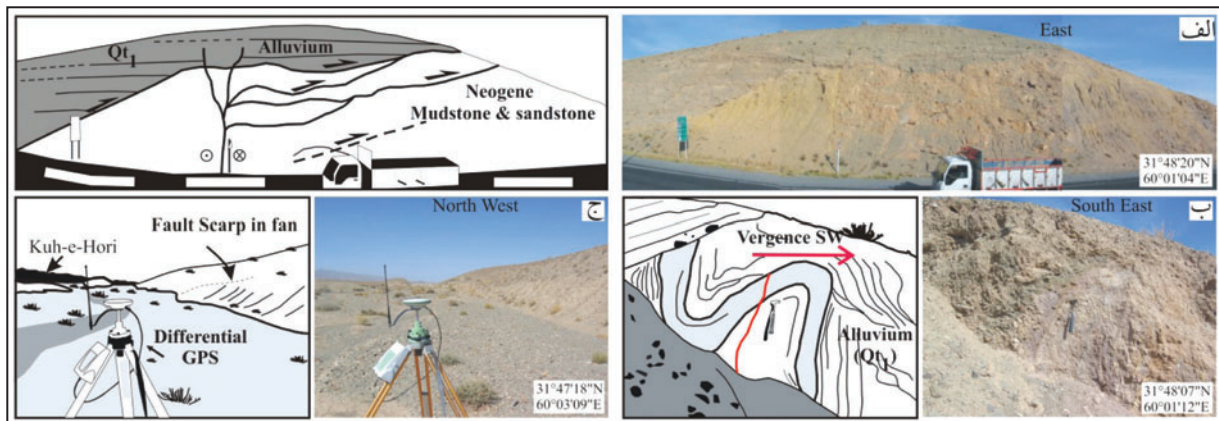 Qt1
Alluvium
Neogene
Mudstone & sandstone
East
الف
31°48'20"N
60°01'04"E
Fault Scarp in fan
Kuh-e-Hori
Differential
GPS
North West
ج
31°47'18"N
60°03'09"E
Vergence SW
Alluvium
(Qt1)
South East
ب
31°48'07"N
60°01'12"E